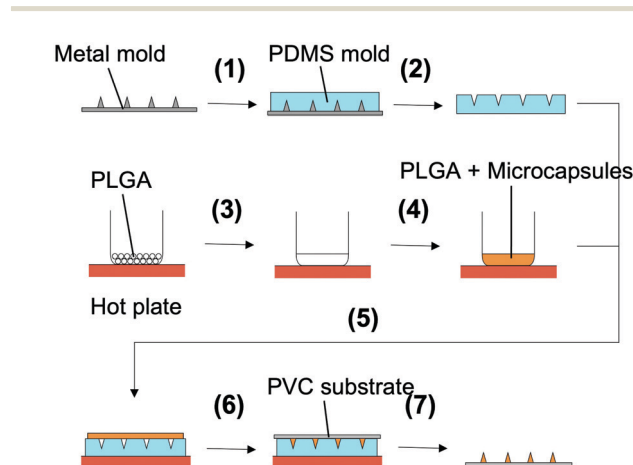 Metal mold
(1)
PDMS mold
(2)
PLGA
(3)
PLGA + Microcapsules
(4)
Hot plate
(5)
(6)
PVC substrate
(7)